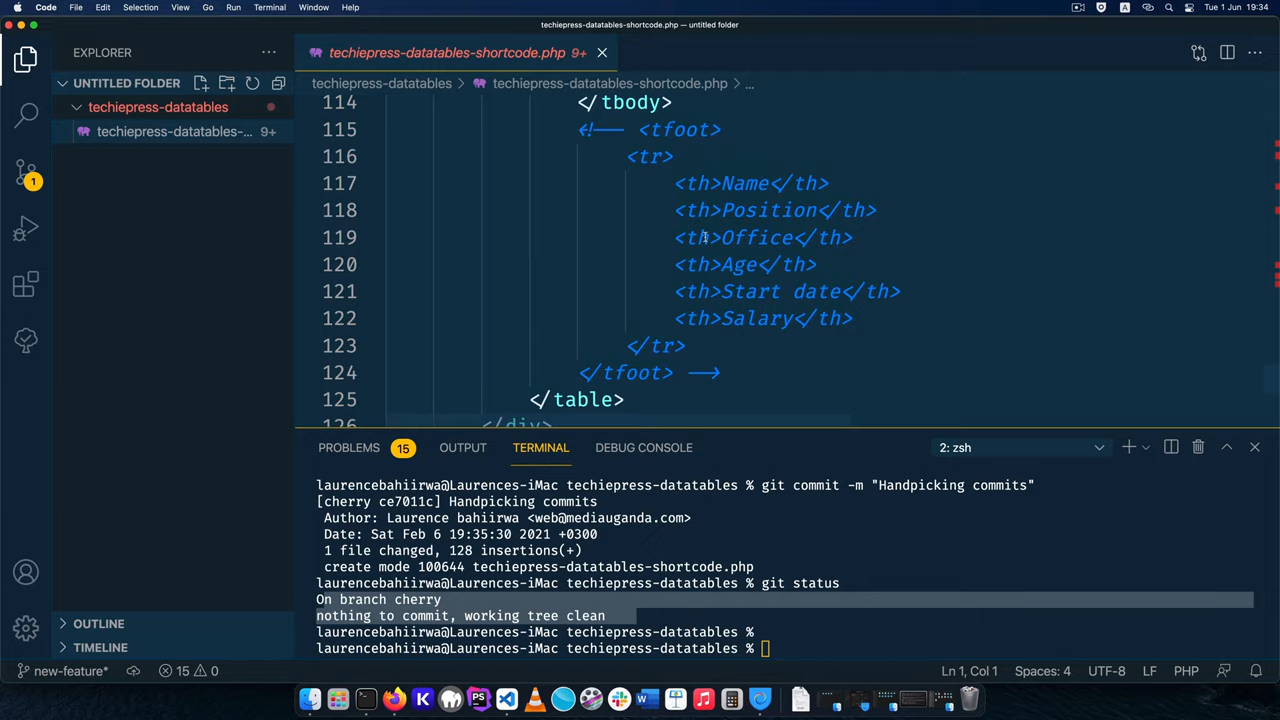 Code File Edit Selection View Go Run Terminal Window Help
A
Tue 1 Jun 19:34
techiepress-datatables-shortcode.php — untitled folder
EXPLORER
techiepress-datatables-shortcode.php 9+
UNTITLED FOLDER
techiepress-datatables > techiepress-datatables-shortcode.php > ...
techiepress-datatables
techiepress-datatables-... 9+
1
114 </tbody>
115 <!-- <tfoot>
116 <tr>
117 <th>Name</th>
118 <th>Position</th>
119 <th>Office</th>
120 <th>Age</th>
121 <th>Start date</th>
122 <th>Salary</th>
123 </tr>
124 </tfoot> -->
125 </table>
126 </div>
PROBLEMS 15 OUTPUT TERMINAL DEBUG CONSOLE 2: zsh
laurencebahiirwa@Laurences-iMac techiepress-datatables % git commit -m "Handpicking commits"
[cherry ce7011c] Handpicking commits
Author: Laurence bahiirwa <web@mediauganda.com>
Date: Sat Feb 6 19:35:30 2021 +0300
1 file changed, 128 insertions(+)
create mode 100644 techiepress-datatables-shortcode.php
laurencebahiirwa@Laurences-iMac techiepress-datatables % git status
On branch cherry
nothing to commit, working tree clean
laurencebahiirwa@Laurences-iMac techiepress-datatables %
laurencebahiirwa@Laurences-iMac techiepress-datatables %
OUTLINE
TIMELINE
new-feature* 15 0 Ln 1, Col 1 Spaces: 4 UTF-8 LF PHP